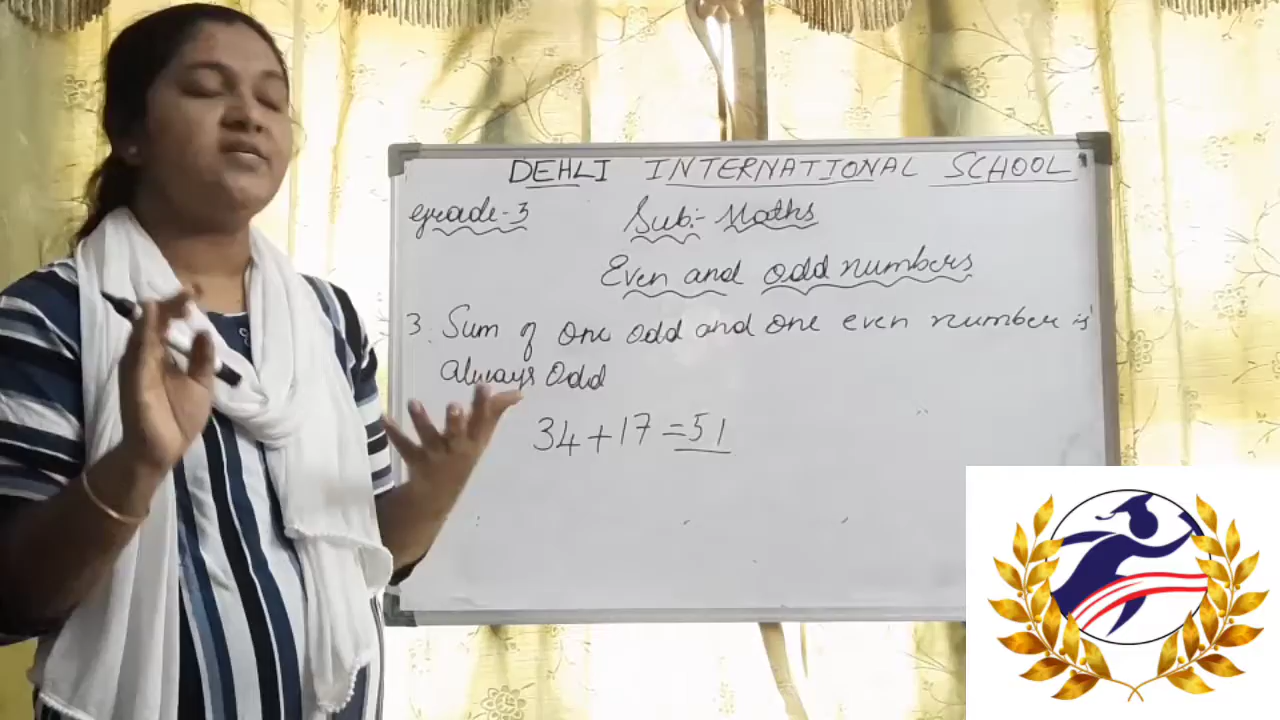 DEHLI INTERNATIONAL SCHOOL
Grade-3 Sub:- Maths
Even and odd numbers
3. Sum of one odd and one even number is
always odd
34+17=51